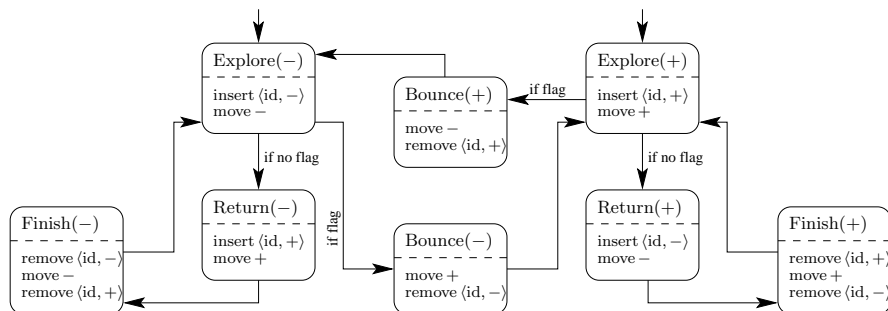 Explore(−)
insert ⟨id, −⟩
move −
Bounce(+)
move −
remove ⟨id, +⟩
if flag
Explore(+)
insert ⟨id, +⟩
move +
if no flag
if no flag
Finish(−)
remove ⟨id, −⟩
move −
remove ⟨id, +⟩
Return(−)
insert ⟨id, +⟩
move +
if flag
Bounce(−)
move +
remove ⟨id, −⟩
Return(+)
insert ⟨id, −⟩
move −
Finish(+)
remove ⟨id, +⟩
move +
remove ⟨id, −⟩